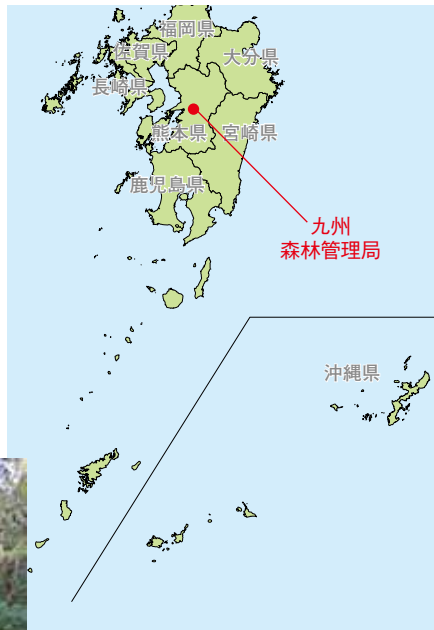 福岡県
佐賀県
大分県
長崎県
熊本県
宮崎県
鹿児島県
九州
森林管理局
沖縄県